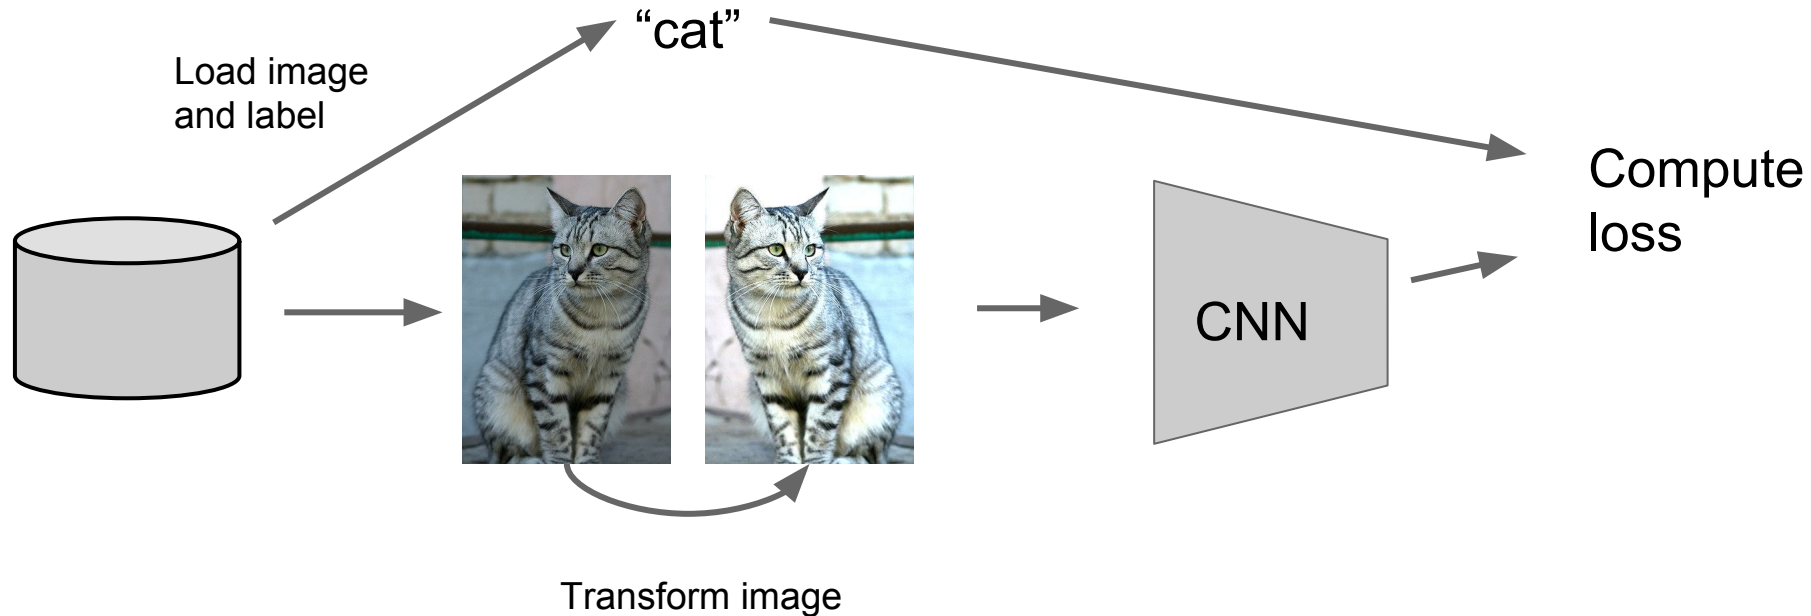 “cat”
Load image
and label
Compute
loss
CNN
Transform image